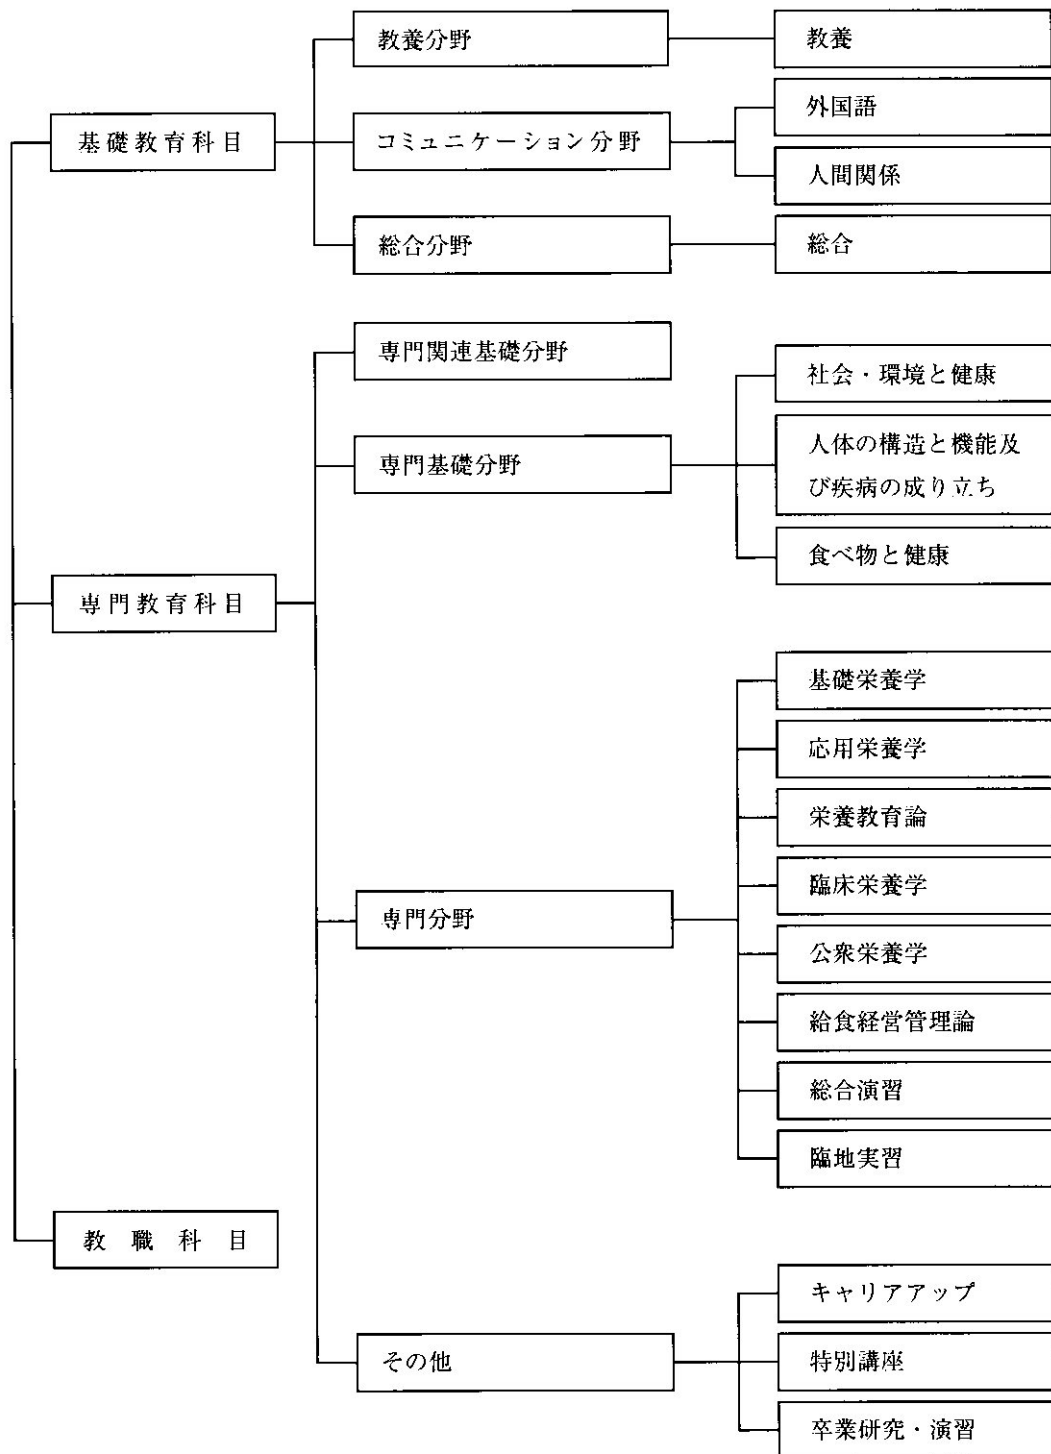 基礎教育科目
教養分野
教養
コミュニケーション分野
外国語
人間関係
総合分野
総合
専門教育科目
専門関連基礎分野
専門基礎分野
社会・環境と健康
人体の構造と機能及
び疾病の成り立ち
食べ物と健康
専門分野
基礎栄養学
応用栄養学
栄養教育論
臨床栄養学
公衆栄養学
給食経営管理論
総合演習
臨地実習
その他
キャリアアップ
特別講座
卒業研究・演習
教職科目